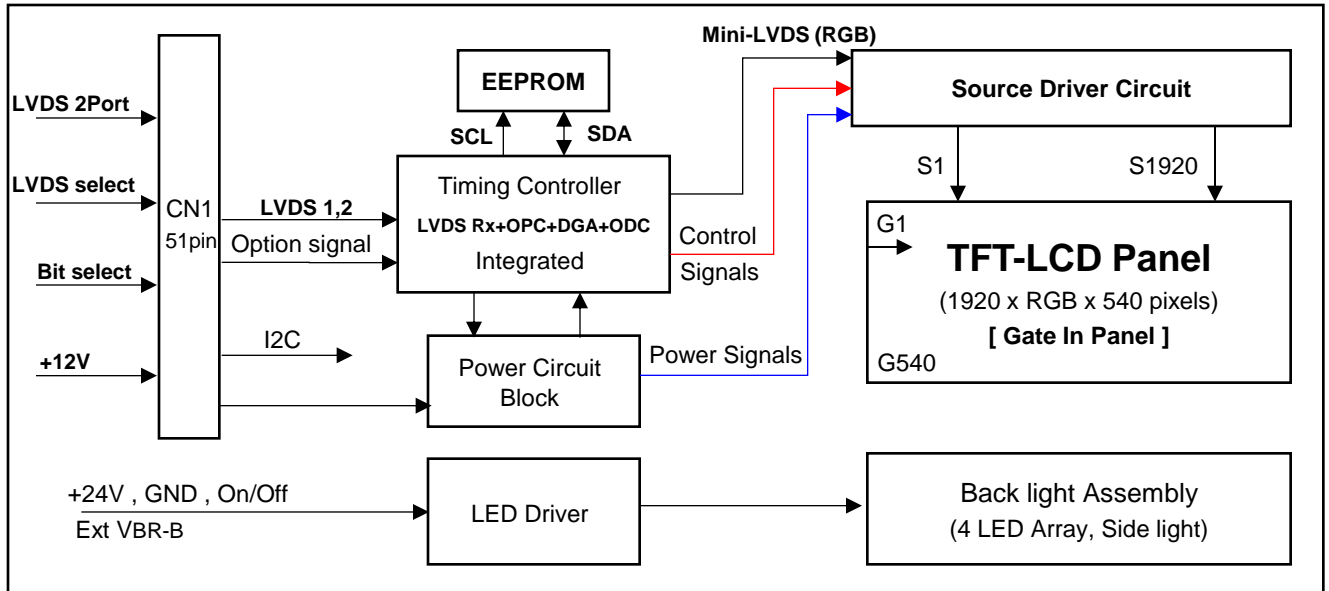 Mini-LVDS (RGB)
EEPROM
Source Driver Circuit
LVDS 2Port
SCL
SDA
S1
S1920
LVDS select
CN1
51pin
LVDS 1,2
Option signal
Timing Controller
LVDS Rx+OPC+DGA+ODC
Integrated
Control
Signals
G1
TFT-LCD Panel
(1920 x RGB x 540 pixels)
[ Gate In Panel ]
G540
Bit select
I2C
+12V
Power Circuit
Block
Power Signals
+24V , GND , On/Off
Ext VBR-B
LED Driver
Back light Assembly
(4 LED Array, Side light)